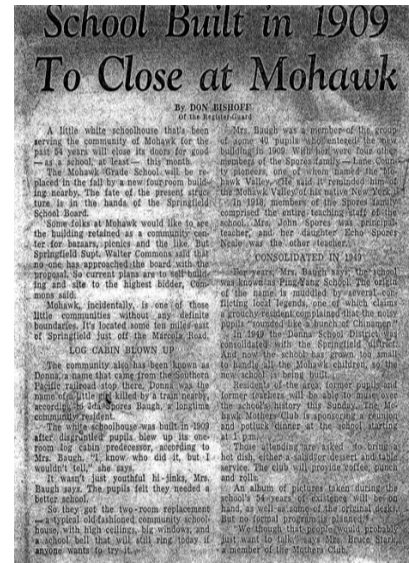 School Built in 1909
To Close at Mohawk
By DON BISHOFF
Of the Register-Guard
A little white schoolhouse that's been
serving the community of Mohawk for the
past 54 years will close its doors for good
—as a school, at least— this month.
The Mohawk Grade School will be re-
placed in the fall by a new four-room build-
ing nearby. The fate of the present struc-
ture is in the hands of the Springfield
School Board.
Some folks at Mohawk would like to see
the building retained as a community cen-
ter for bazaars, picnics and the like. But
Springfield Supt. Walter Commons said that
no one has approached the board with the
proposal. So current plans are to sell build-
ing and site to the highest bidder, Com-
mons said.
Mohawk, incidentally, is one of those
little communities without any definite
boundaries. It's located some ten miles east
of Springfield just off the Marcola Road.
LOG CABIN BLOWN UP
The community also has been known as
Donna, a name that came from the Southern
Pacific railroad stop there. Donna was the
name of a little girl killed by a train nearby,
according to Ada Spores Baugh, a longtime
community resident.
The white schoolhouse was built in 1909
after disgruntled pupils blew up its one-
room log cabin predecessor, according to
Mrs. Baugh. "I know who did it, but I
wouldn't tell," she says.
It wasn't just youthful hi-jinks, Mrs.
Baugh says. The pupils felt they needed a
better school.
So they got the two-room replacement
—a typical old-fashioned community school-
house, with high ceilings, big windows, and
a school bell that will still ring today if
anyone wants to try it.
Mrs. Baugh was a member of the group
of some 40 pupils who entered the new
building in 1909. With her were four other
members of the Spores family—Lane Coun-
ty pioneers, one of whom named the Mo-
hawk Valley. He said it reminded him of
the Mohawk Valley of his native New York.
In 1918, members of the Spores family
comprised the entire teaching staff of the
school. Mrs. John Spores was principal
teacher, and her daughter Echo Spores
Neale was the other teacher.
CONSOLIDATED IN 1949
For years, Mrs. Baugh says, the school
was known as Ping Yang School. The origin
of the name is muddied by several con-
flicting local legends, one of which claims
a grouchy resident complained that the noisy
pupils "sounded like a bunch of Chinamen."
In 1949 the Donna School District was
consolidated with the Springfield district.
And now the school has grown too small
to handle all the Mohawk children, so the
new school is being built.
Residents of the area, former pupils and
former teachers will be able to muse over
the school's history this Sunday. The Mo-
hawk Mothers Club is sponsoring a reunion
and potluck dinner at the school starting
at 1 p.m.
Those attending are asked to bring a
hot dish, either a salad or dessert and table
service. The club will provide coffee, punch
and rolls.
An album of pictures taken during the
school's 54 years of existence will be on
hand, as well as some of the original desks.
But no formal program is planned.
"We though that people would probably
just want to talk," says Mrs. Bruce Stark,
a member of the Mothers Club.